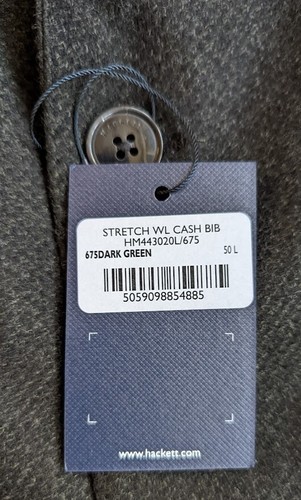 STRETCH WL CASH BIB
HM443020L/675
675DARK GREEN 50 L
5059098854885
www.hackett.com